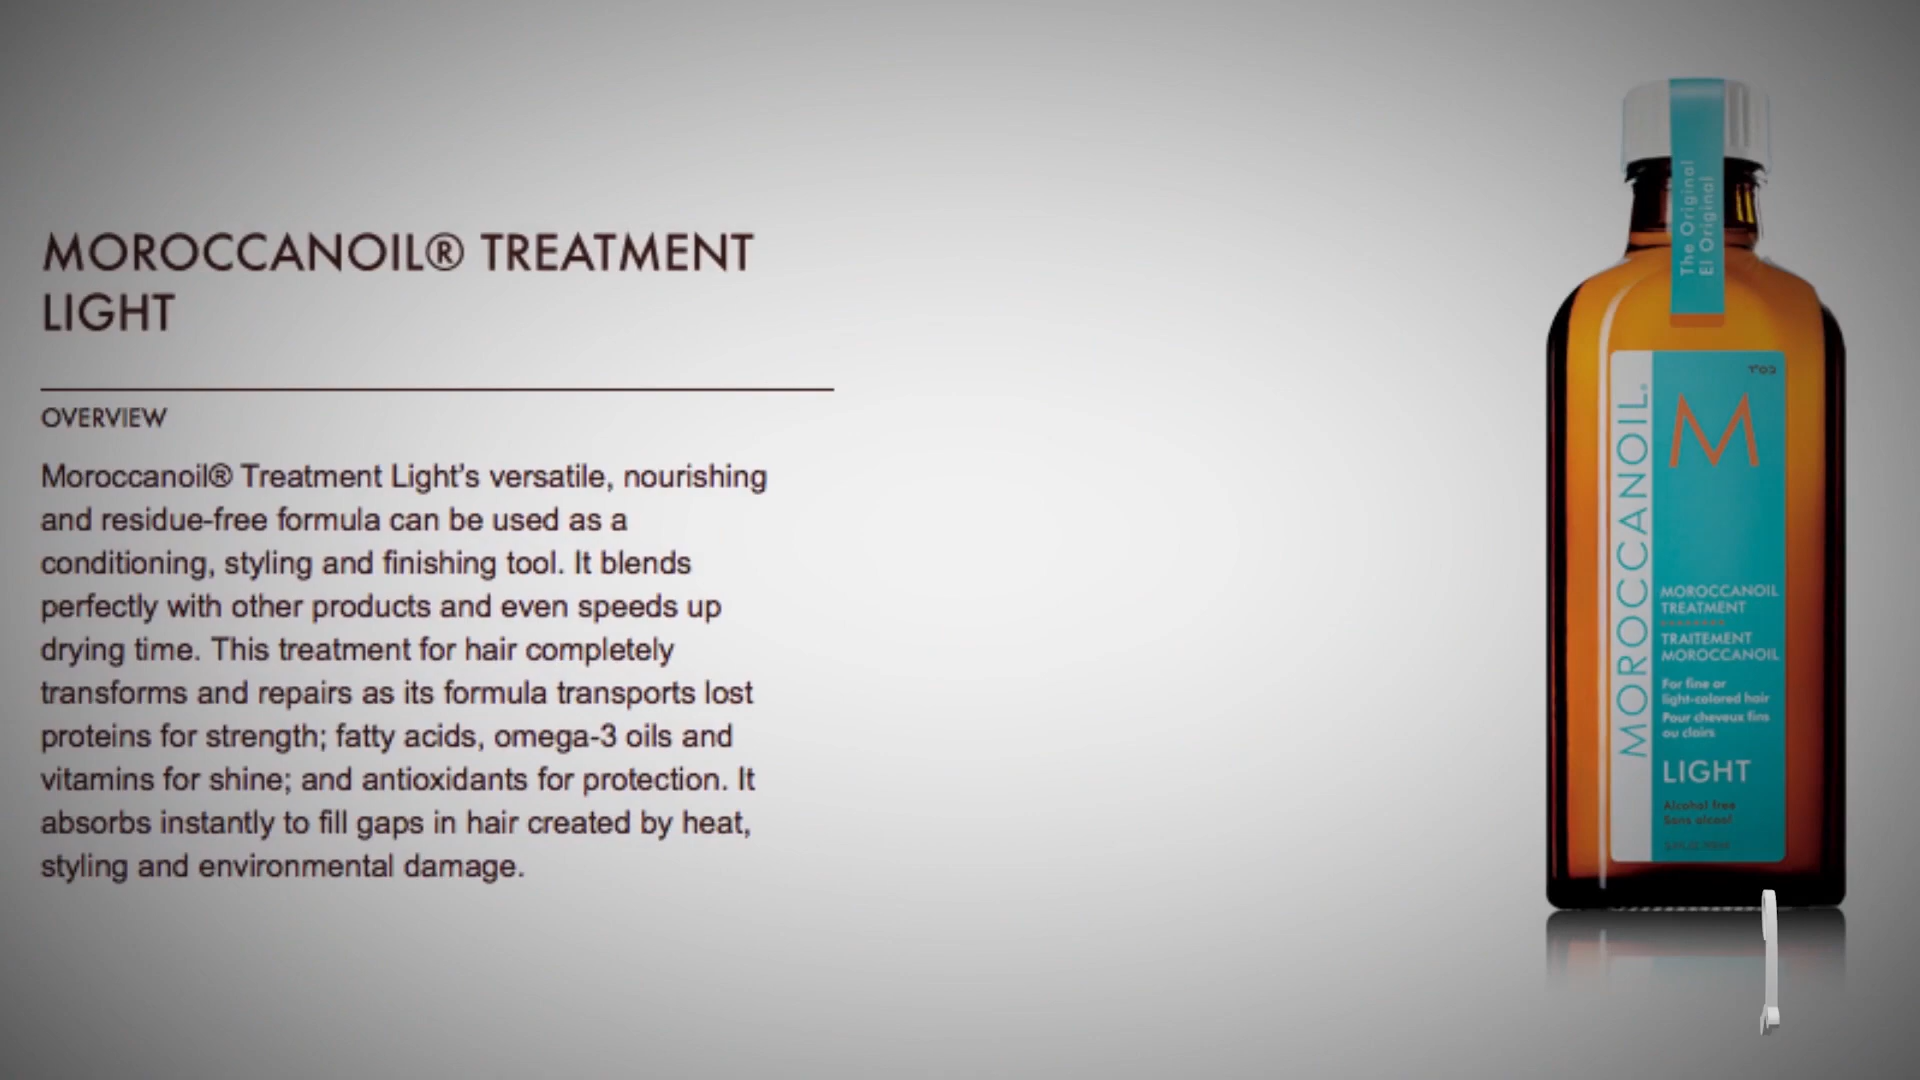 MOROCCANOIL® TREATMENT
LIGHT
OVERVIEW
Moroccanoil® Treatment Light's versatile, nourishing
and residue-free formula can be used as a
conditioning, styling and finishing tool. It blends
perfectly with other products and even speeds up
drying time. This treatment for hair completely
transforms and repairs as its formula transports lost
proteins for strength; fatty acids, omega-3 oils and
vitamins for shine; and antioxidants for protection. It
absorbs instantly to fill gaps in hair created by heat,
styling and environmental damage.
The Original
El Original
MOROCCANOIL®
M
MOROCCANOIL
TREATMENT
TRAITEMENT
MOROCCANOIL
For fine or
light-colored hair
Pour cheveux fins
ou clairs
LIGHT
Alcohol free
Sans alcool